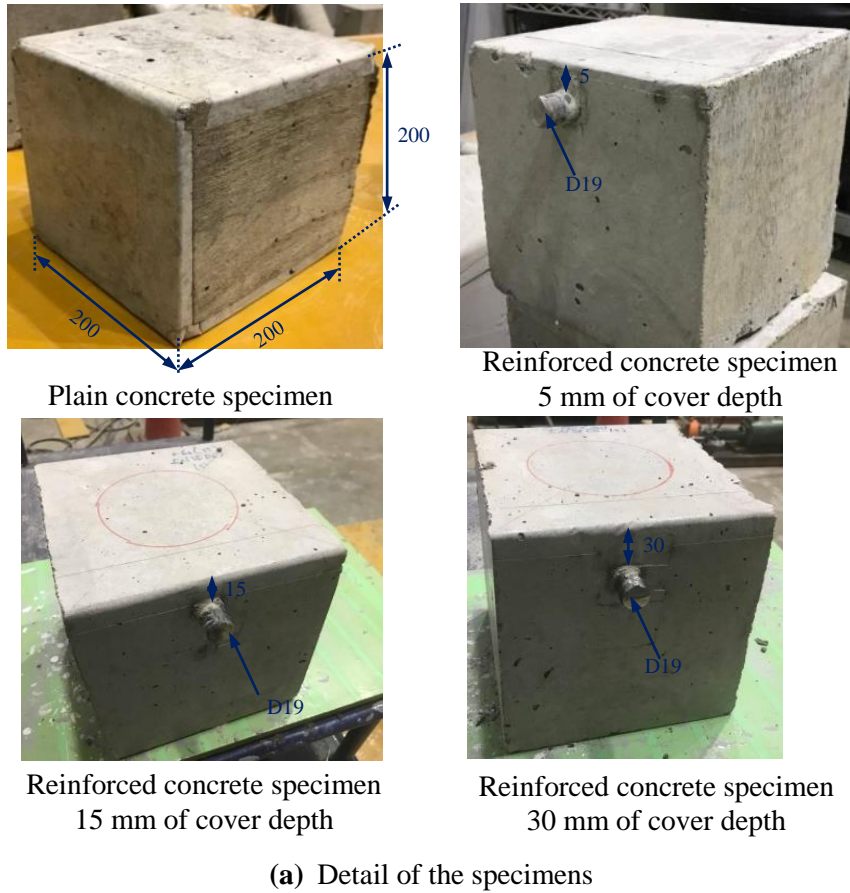 200
200
200
Plain concrete specimen
5
D19
Reinforced concrete specimen
5 mm of cover depth
15
D19
Reinforced concrete specimen
15 mm of cover depth
30
D19
Reinforced concrete specimen
30 mm of cover depth
(a) Detail of the specimens